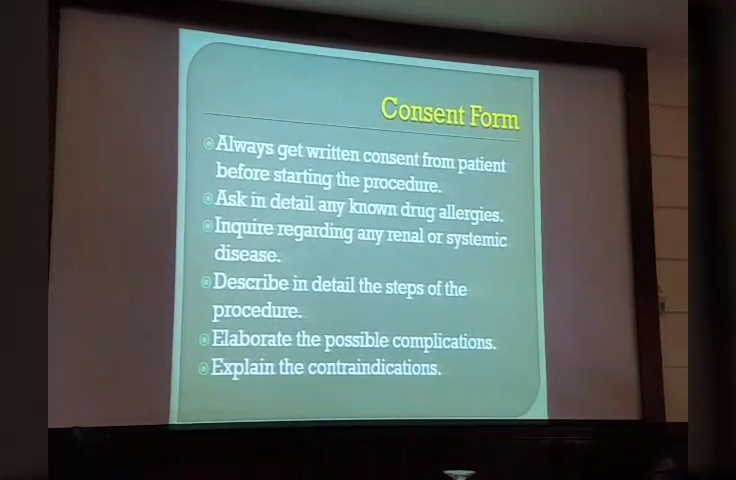 Consent Form
Always get written consent from patient
before starting the procedure.
Ask in detail any known drug allergies.
Inquire regarding any renal or systemic
disease.
Describe in detail the steps of the
procedure.
Elaborate the possible complications.
Explain the contraindications.